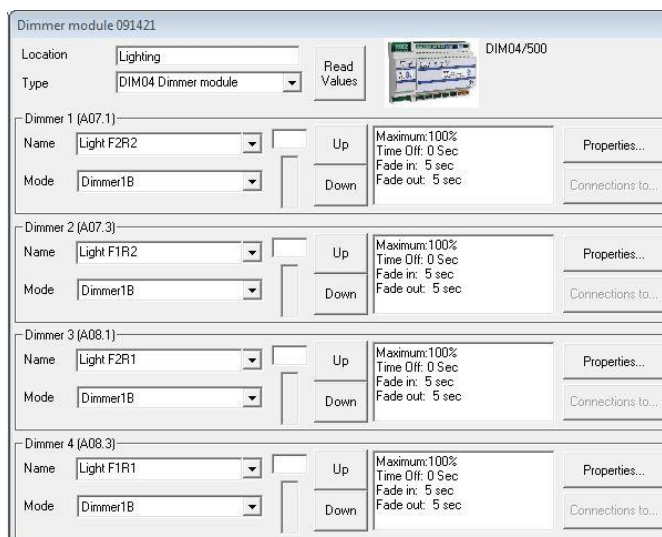 Dimmer module 091421
Location Lighting Read Values DIM04/500
Type DIM04 Dimmer module
Dimmer 1 (A07.1)
Name Light F2R2 Up Properties...
Mode Dimmer1B Down Connections to...
Maximum:100%
Time Off: 0 Sec
Fade in: 5 sec
Fade out: 5 sec
Dimmer 2 (A07.3)
Name Light F1R2 Up Properties...
Mode Dimmer1B Down Connections to...
Maximum:100%
Time Off: 0 Sec
Fade in: 5 sec
Fade out: 5 sec
Dimmer 3 (A08.1)
Name Light F2R1 Up Properties...
Mode Dimmer1B Down Connections to...
Maximum:100%
Time Off: 0 Sec
Fade in: 5 sec
Fade out: 5 sec
Dimmer 4 (A08.3)
Name Light F1R1 Up Properties...
Mode Dimmer1B Down Connections to...
Maximum:100%
Time Off: 0 Sec
Fade in: 5 sec
Fade out: 5 sec